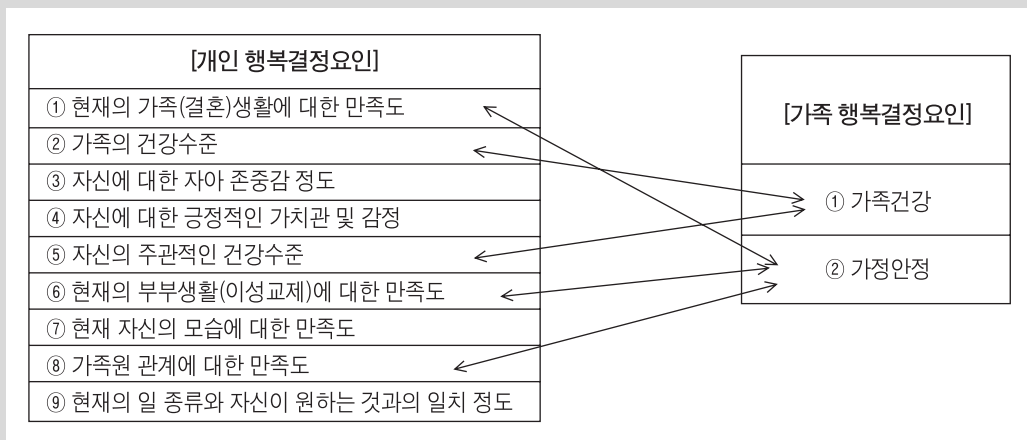 [개인 행복결정요인]
① 현재의 가족(결혼)생활에 대한 만족도
② 가족의 건강수준
③ 자신에 대한 자아 존중감 정도
④ 자신에 대한 긍정적인 가치관 및 감정
⑤ 자신의 주관적인 건강수준
⑥ 현재의 부부생활(이성교제)에 대한 만족도
⑦ 현재 자신의 모습에 대한 만족도
⑧ 가족원 관계에 대한 만족도
⑨ 현재의 일 종류와 자신이 원하는 것과의 일치 정도
[가족 행복결정요인]
① 가족건강
② 가정안정